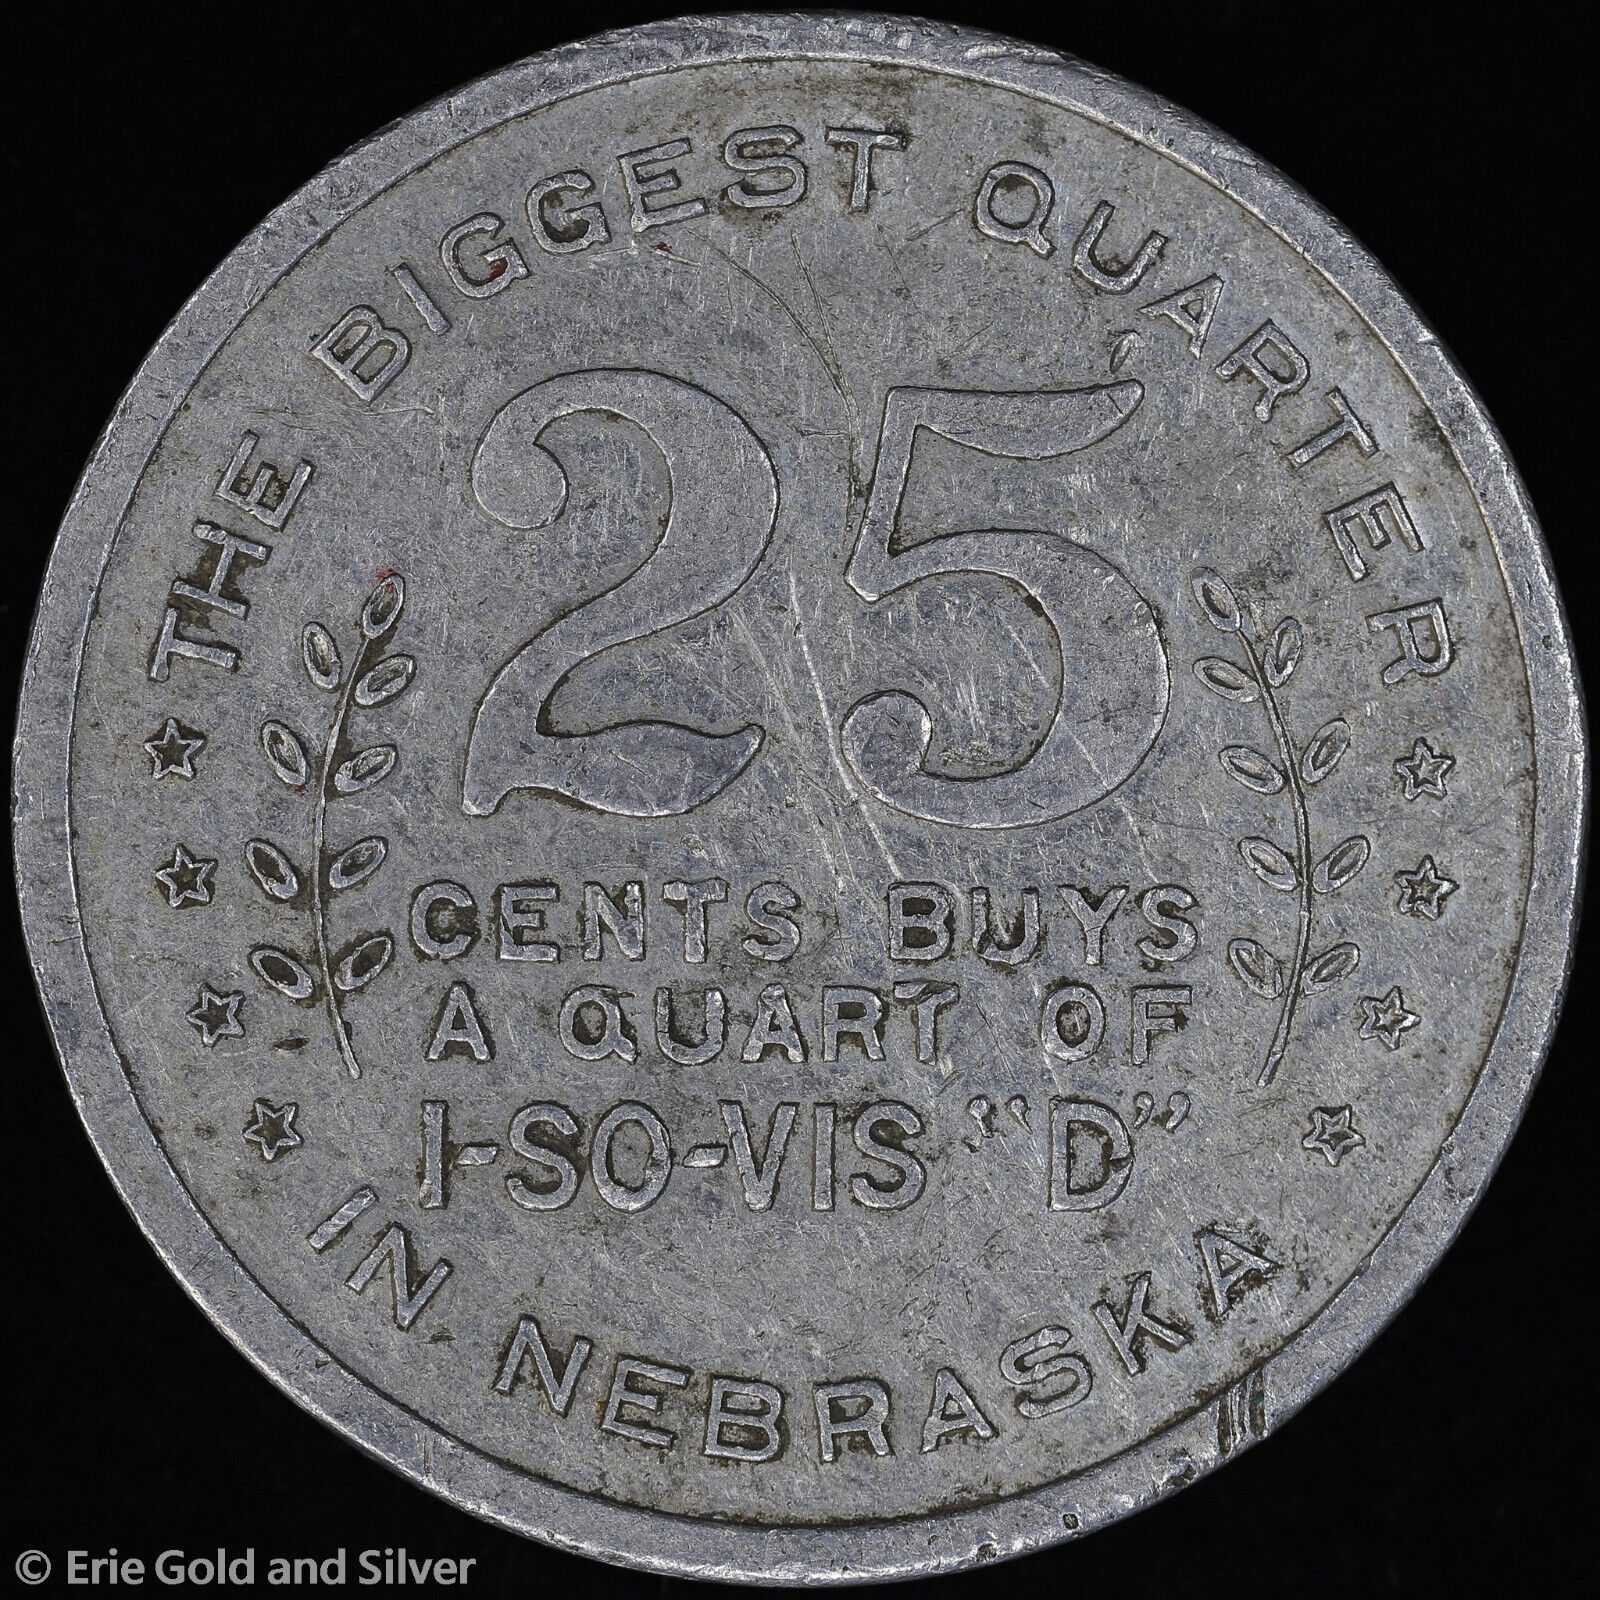 THE BIGGEST QUARTER
25
CENTS BUYS
A QUART OF
I-SO-VIS "D"
IN NEBRASKA
© Erie Gold and Silver